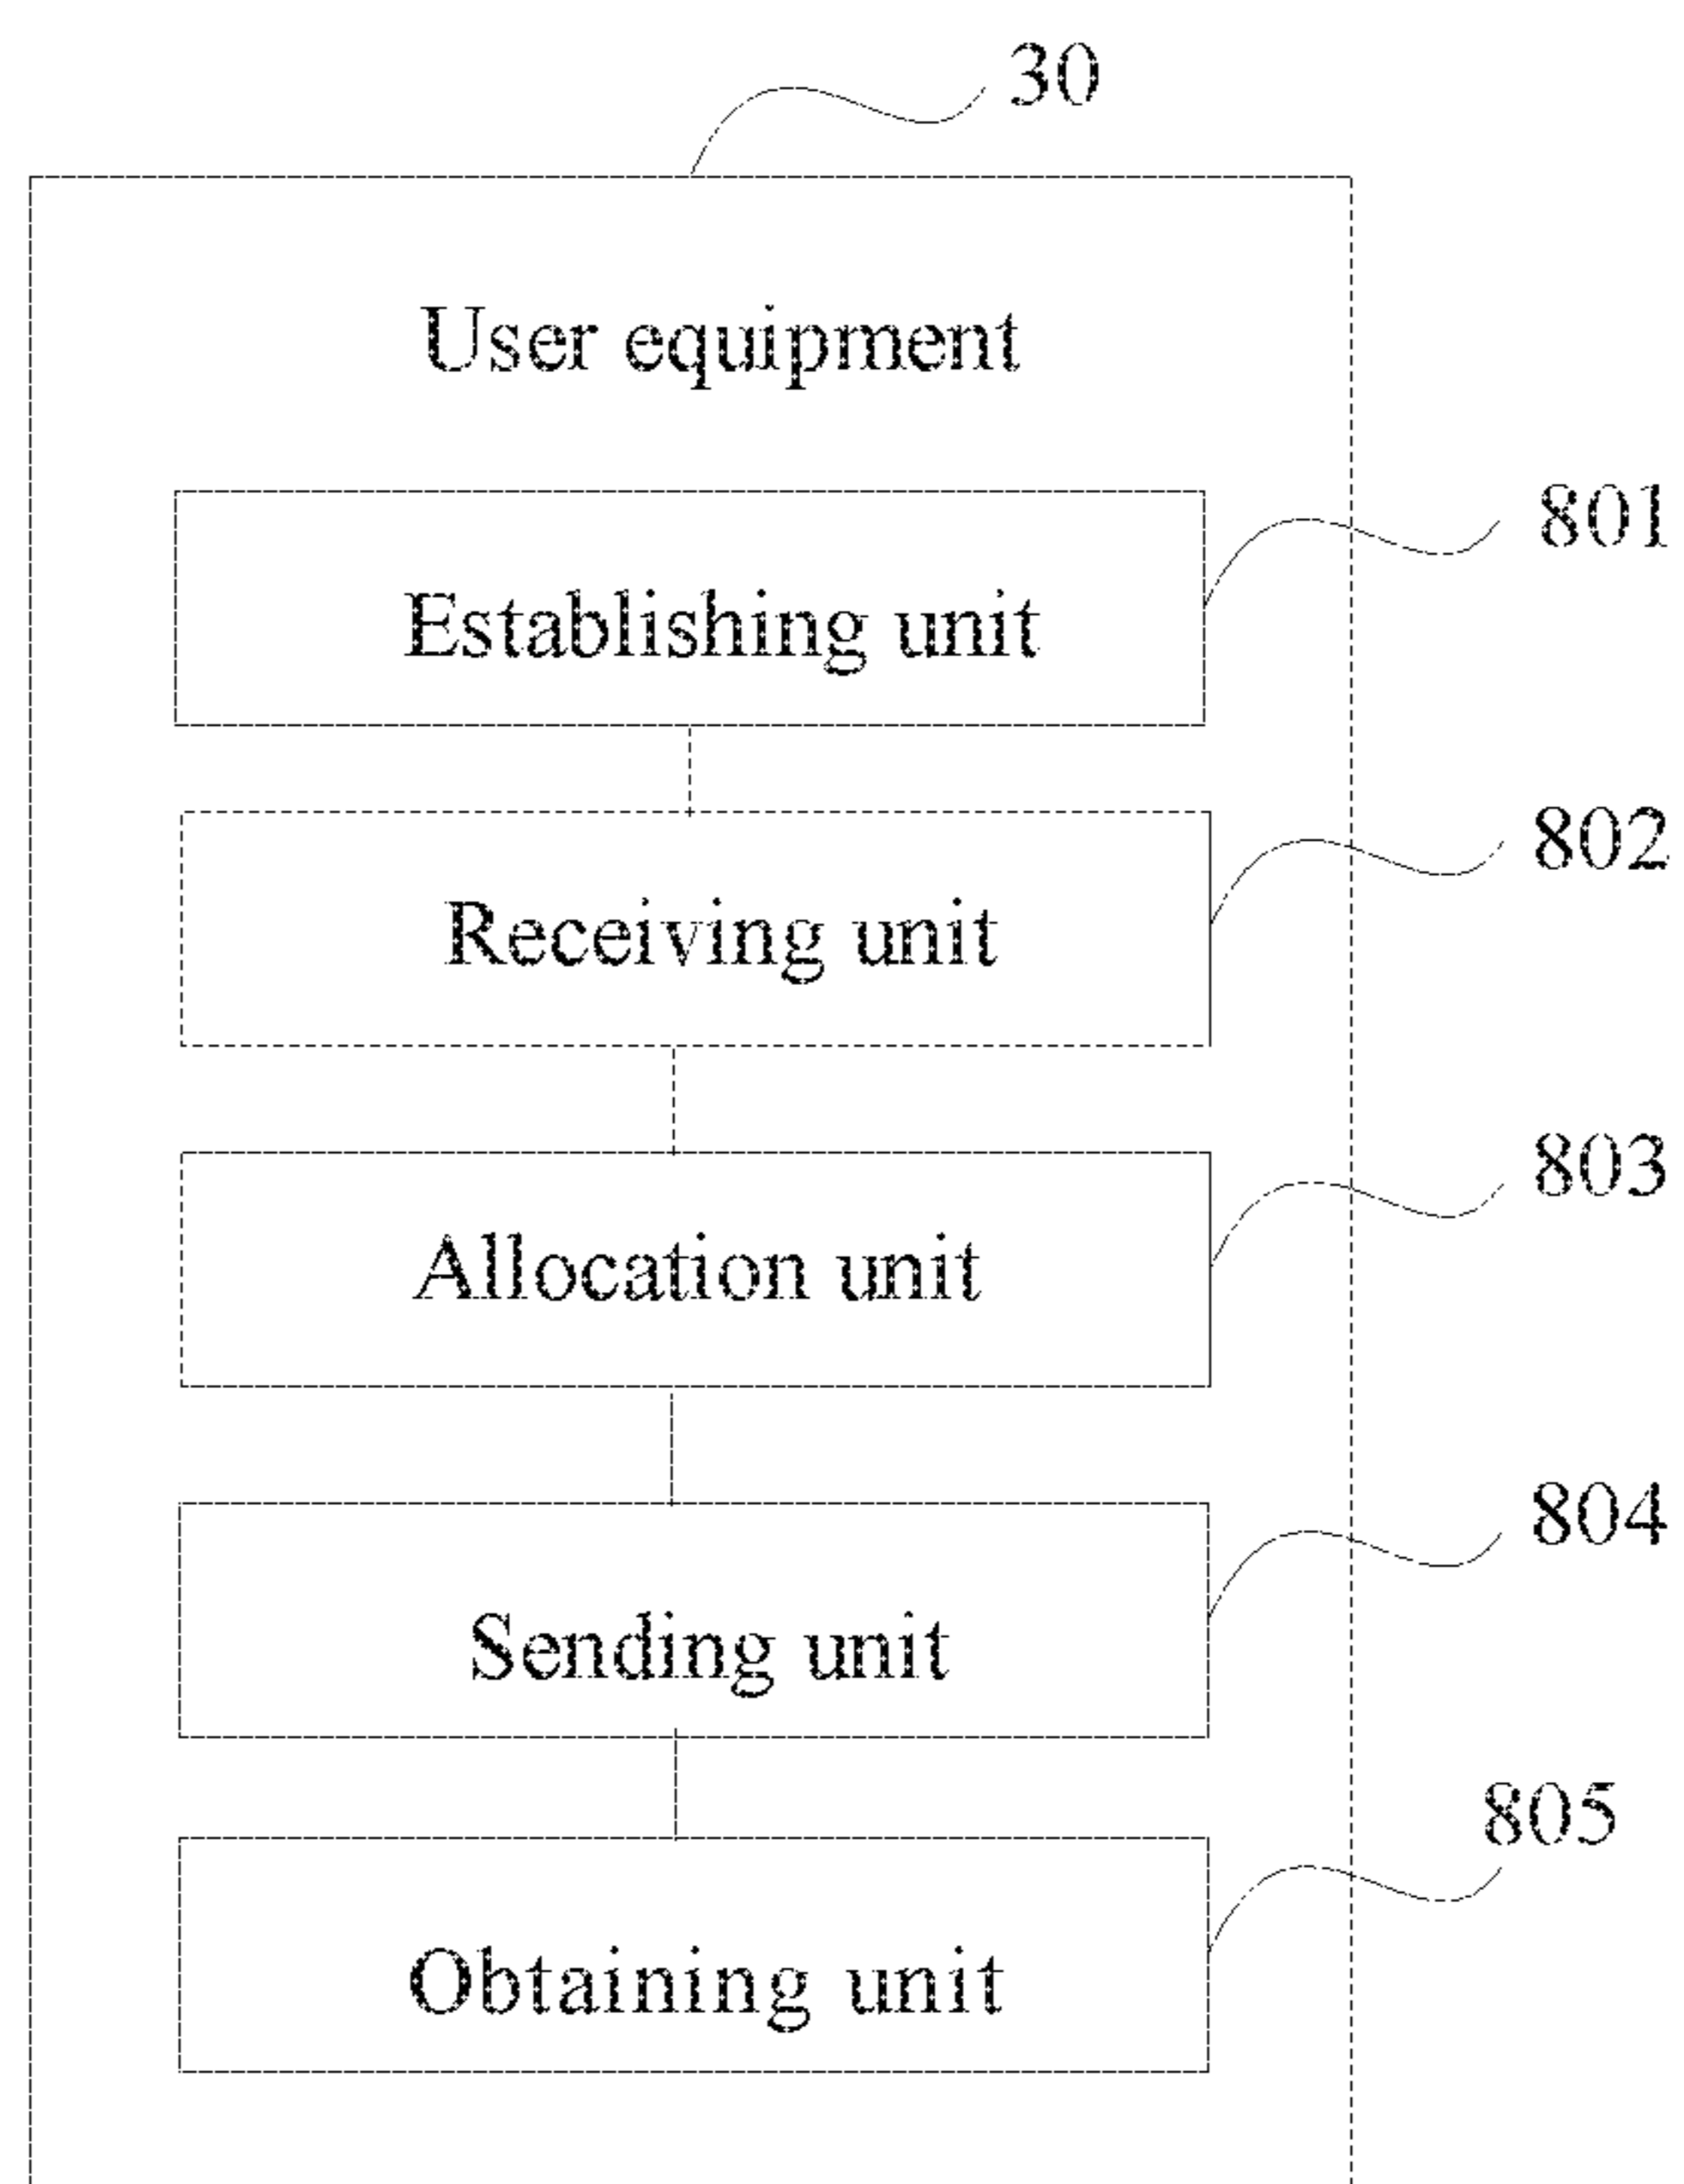 30
User equipment
801
Establishing unit
802
Receiving unit
803
Allocation unit
804
Sending unit
805
Obtaining unit